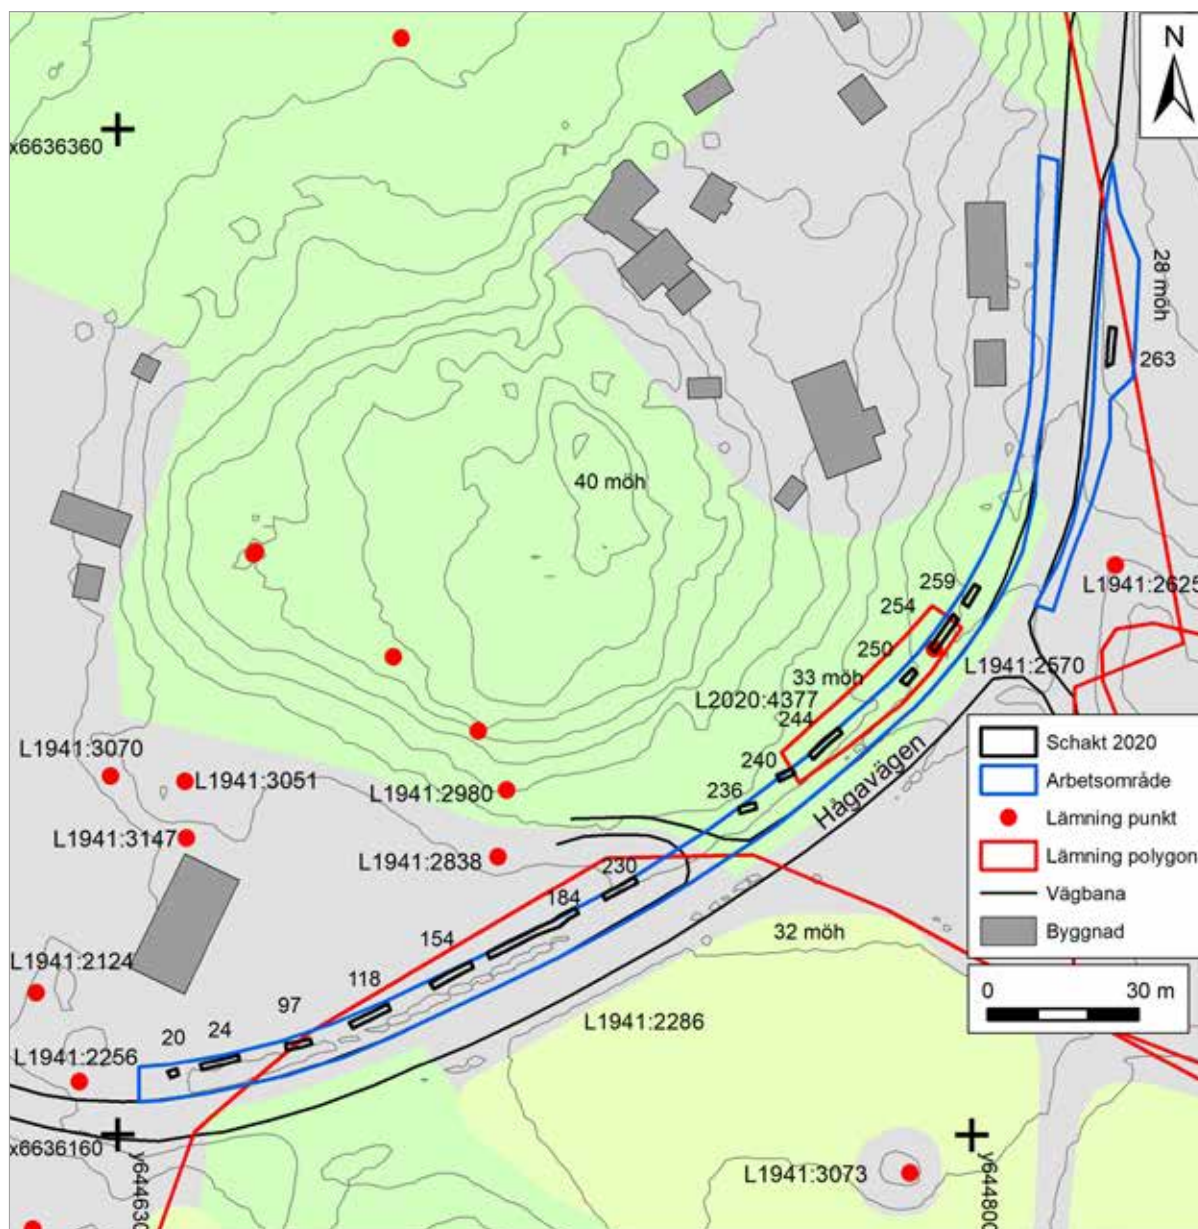 N
x6636360
28 möh
263
40 möh
259
L1941:2625
254
250
L1941:2570
33 möh
L2020:4377
244
240
236
Hågavägen
L1941:3070
L1941:3051
L1941:2980
L1941:3147
L1941:2838
230
184
154
118
97
24
20
32 möh
L1941:2124
L1941:2286
L1941:2256
x6636160
y644630
y644800
L1941:3073
Schakt 2020
Arbetsområde
Lämning punkt
Lämning polygon
Vägbana
Byggnad
0 30 m